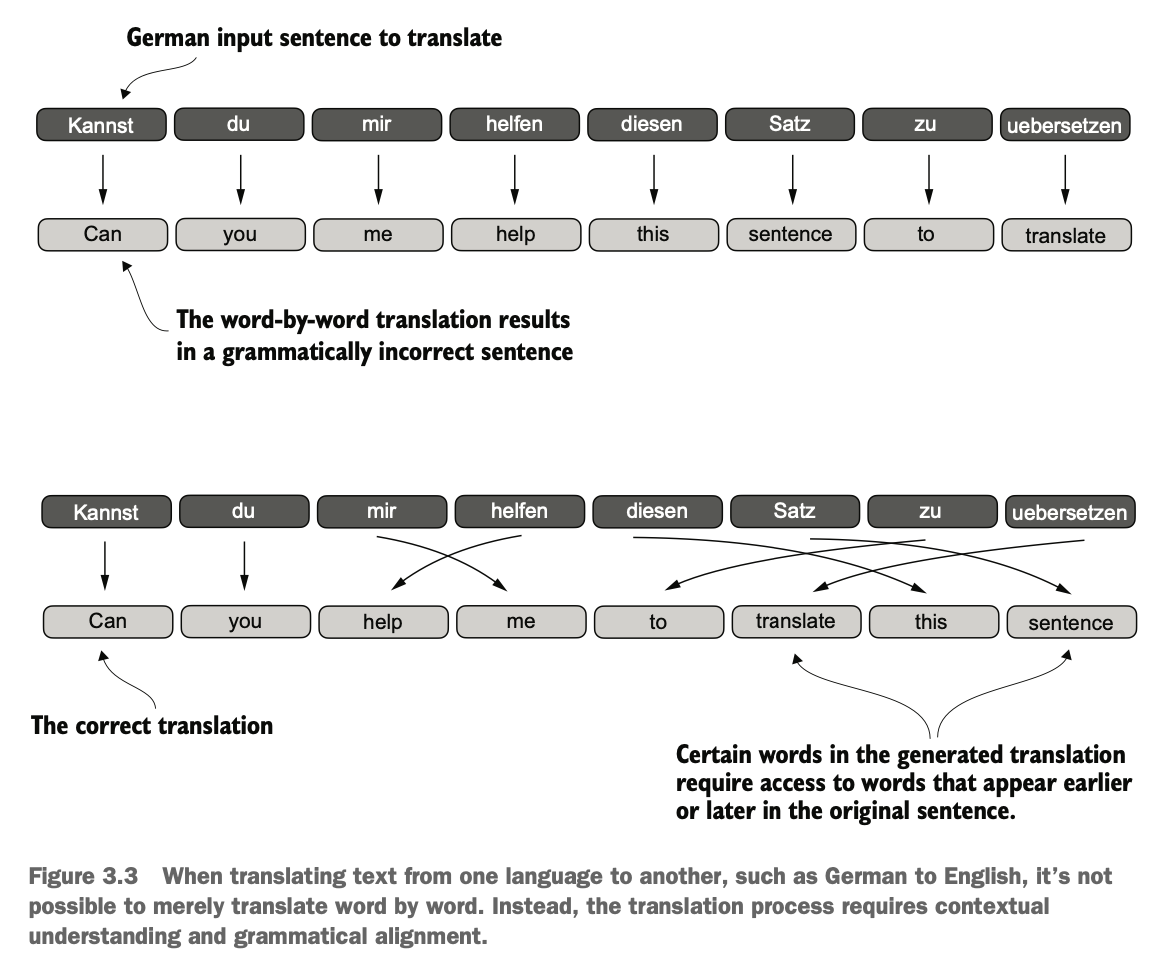 German input sentence to translate
Kannst du mir helfen diesen Satz zu uebersetzen
Can you me help this sentence to translate
The word-by-word translation results
in a grammatically incorrect sentence
Kannst du mir helfen diesen Satz zu uebersetzen
Can you help me to translate this sentence
The correct translation
Certain words in the generated translation
require access to words that appear earlier
or later in the original sentence.
Figure 3.3 When translating text from one language to another, such as German to English, it’s not
possible to merely translate word by word. Instead, the translation process requires contextual
understanding and grammatical alignment.